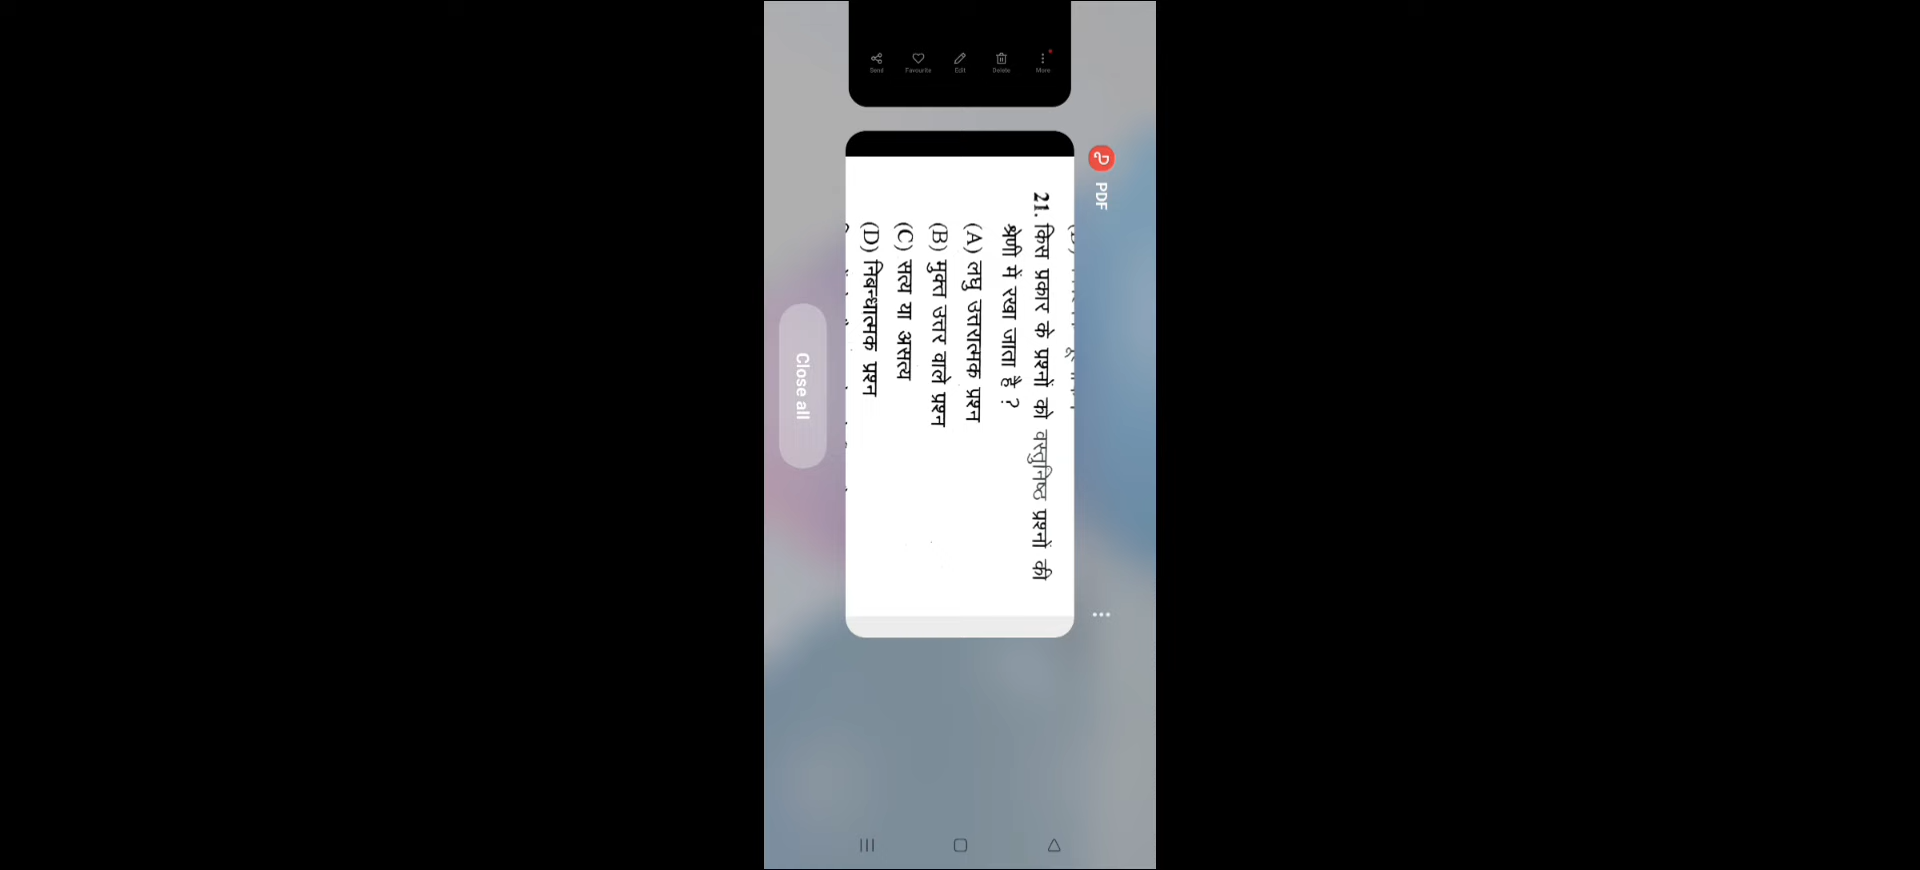 Send Favourite Edit Delete More
PDF
21. किस प्रकार के प्रश्नों को वस्तुनिष्ठ प्रश्नों की
श्रेणी में रखा जाता है ?
(A) लघु उत्तरात्मक प्रश्न
(B) मुक्त उत्तर वाले प्रश्न
(C) सत्य या असत्य
(D) निबन्धात्मक प्रश्न
Close all